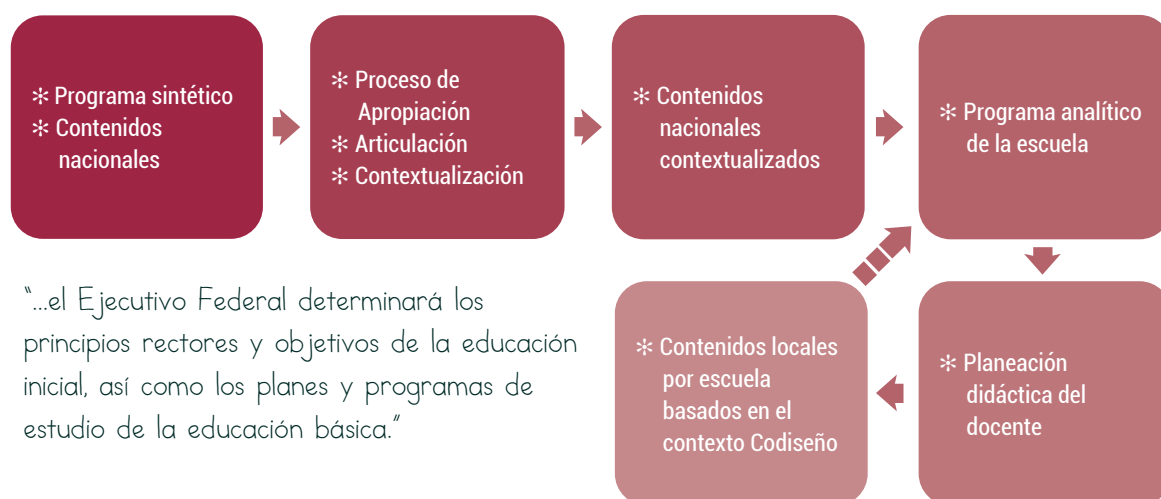 ✻ Programa sintético
✻ Contenidos
nacionales
✻ Proceso de
Apropiación
✻ Articulación
✻ Contextualización
✻ Contenidos
nacionales
contextualizados
✻ Programa analítico
de la escuela
"...el Ejecutivo Federal determinará los
principios rectores y objetivos de la educación
inicial, así como los planes y programas de
estudio de la educación básica."
✻ Contenidos locales
por escuela
basados en el
contexto Codiseño
✻ Planeación
didáctica del
docente